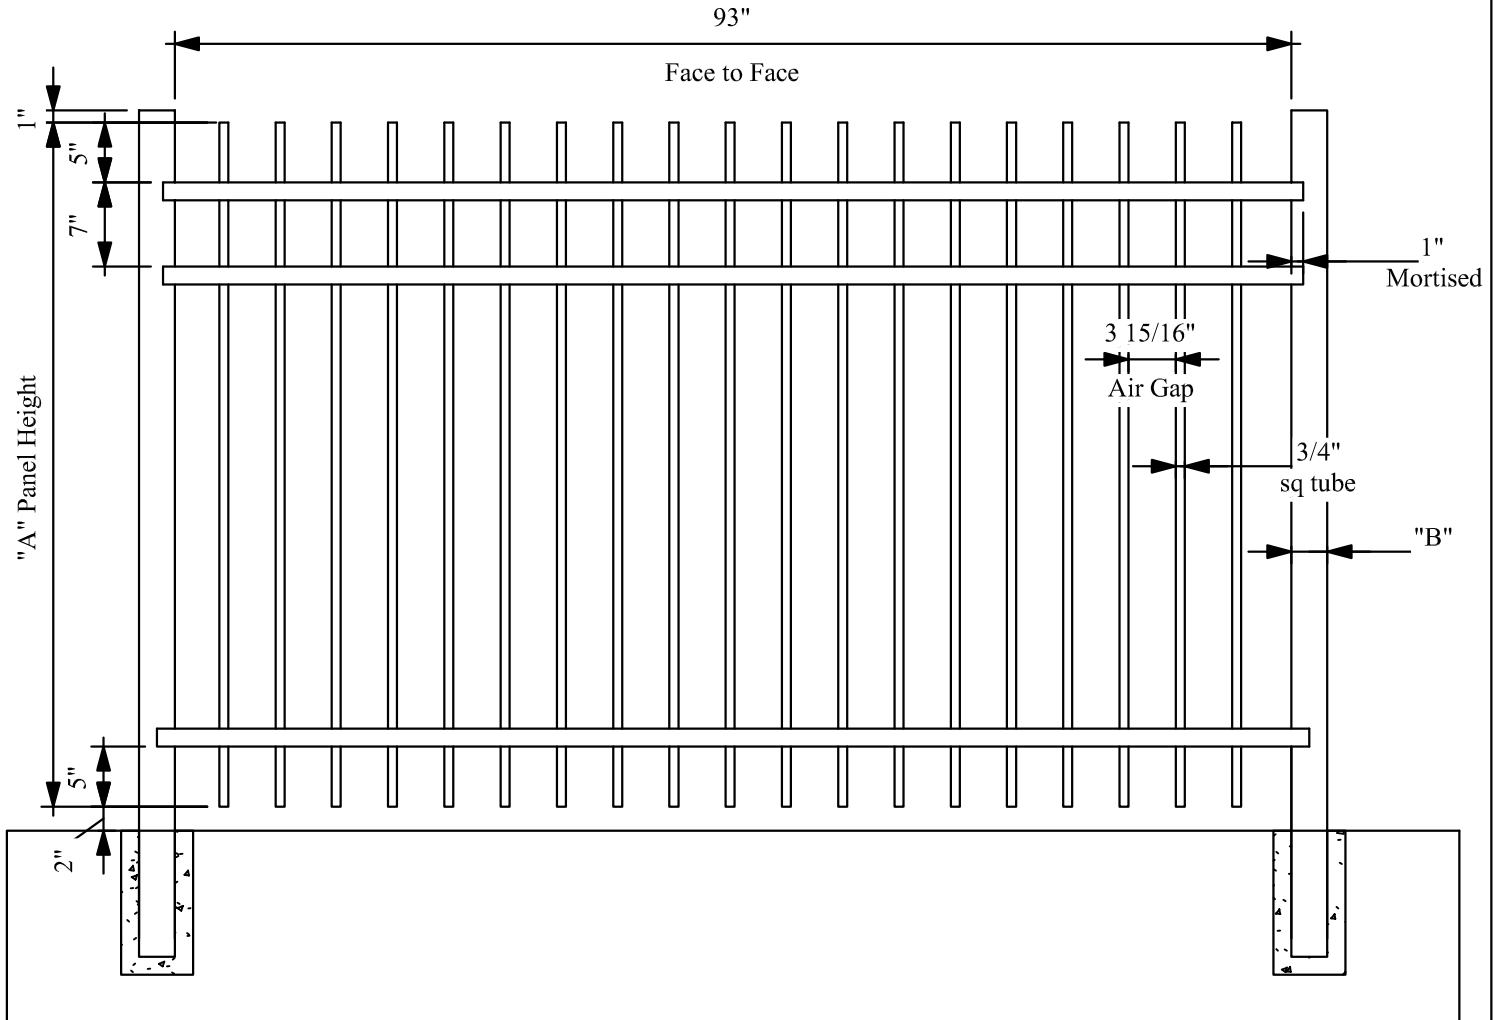 93"
Face to Face
1"
5"
7"
1"
Mortised
3 15/16"
Air Gap
3/4"
sq tube
"A" Panel Height
"B"
5"
2"